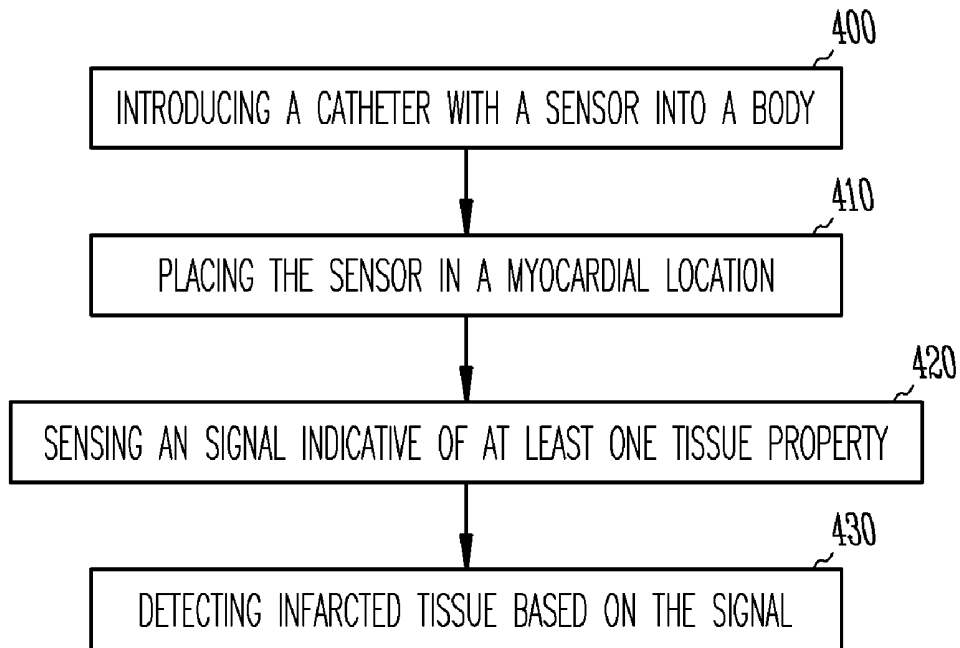 400
INTRODUCING A CATHETER WITH A SENSOR INTO A BODY
410
PLACING THE SENSOR IN A MYOCARDIAL LOCATION
420
SENSING AN SIGNAL INDICATIVE OF AT LEAST ONE TISSUE PROPERTY
430
DETECTING INFARCTED TISSUE BASED ON THE SIGNAL